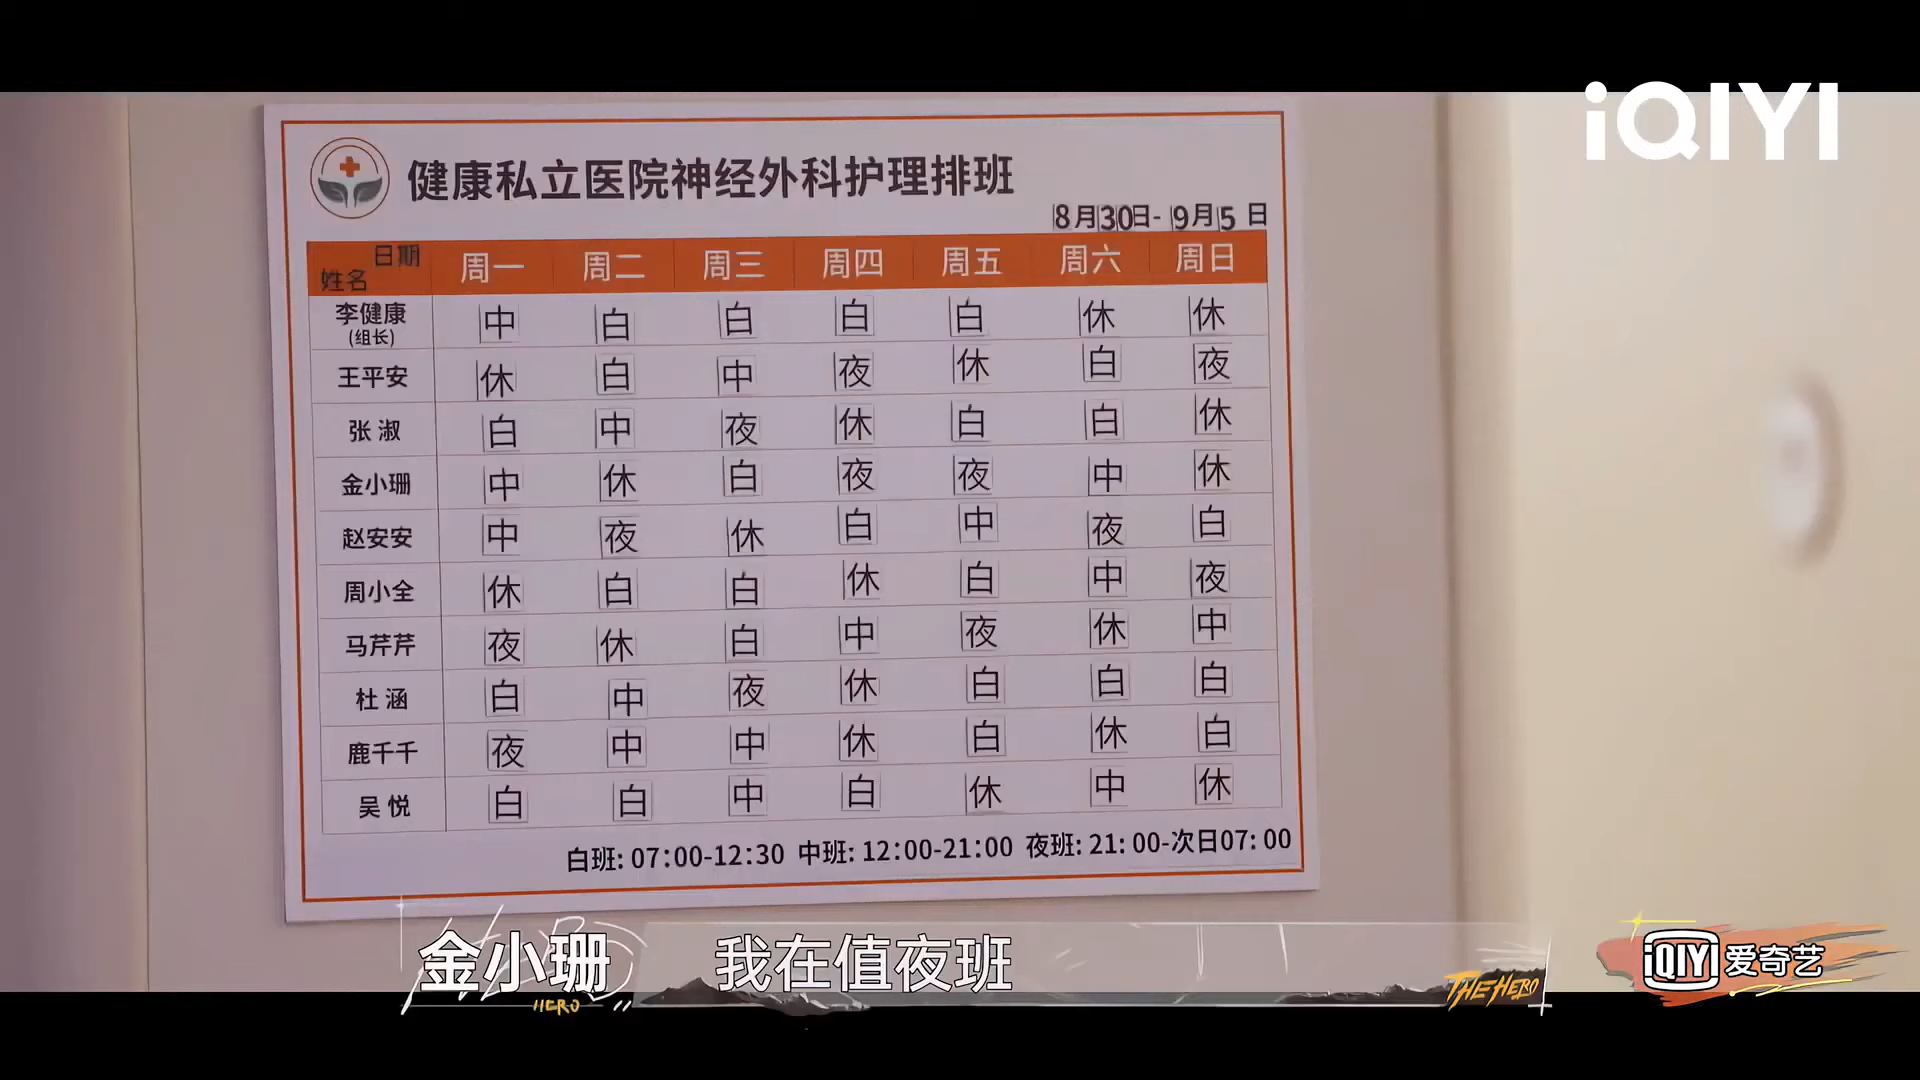 iQIYI
健康私立医院神经外科护理排班
8月30日- 9月5日
日期 姓名 周一 周二 周三 周四 周五 周六 周日
李健康(组长) 中 白 白 白 白 休 休
王平安 休 白 中 夜 休 白 夜
张淑 白 中 夜 休 白 白 休
金小珊 中 休 白 夜 夜 中 休
赵安安 中 夜 休 白 中 夜 白
周小全 休 白 白 休 白 中 夜
马芹芹 夜 休 白 中 夜 休 中
杜涵 白 中 夜 休 白 白 白
鹿千千 夜 中 中 休 白 休 白
吴悦 白 白 中 白 休 中 休
白班: 07:00-12:30 中班: 12:00-21:00 夜班: 21:00-次日07:00
金小珊 我在值夜班
HERO
THE HERO
iQIYI 爱奇艺